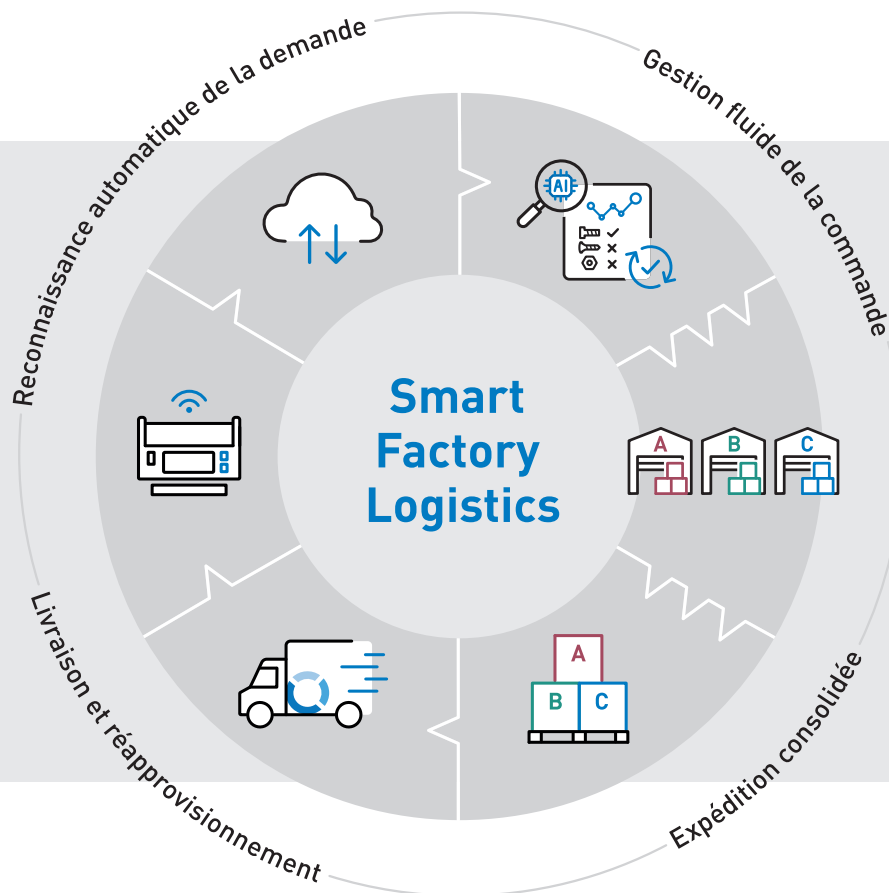 Reconnaissance automatique de la demande
Gestion fluide de la commande
AI
Smart
Factory
Logistics
A
B
C
A
B
C
Livraison et réapprovisionnement
Expédition consolidée